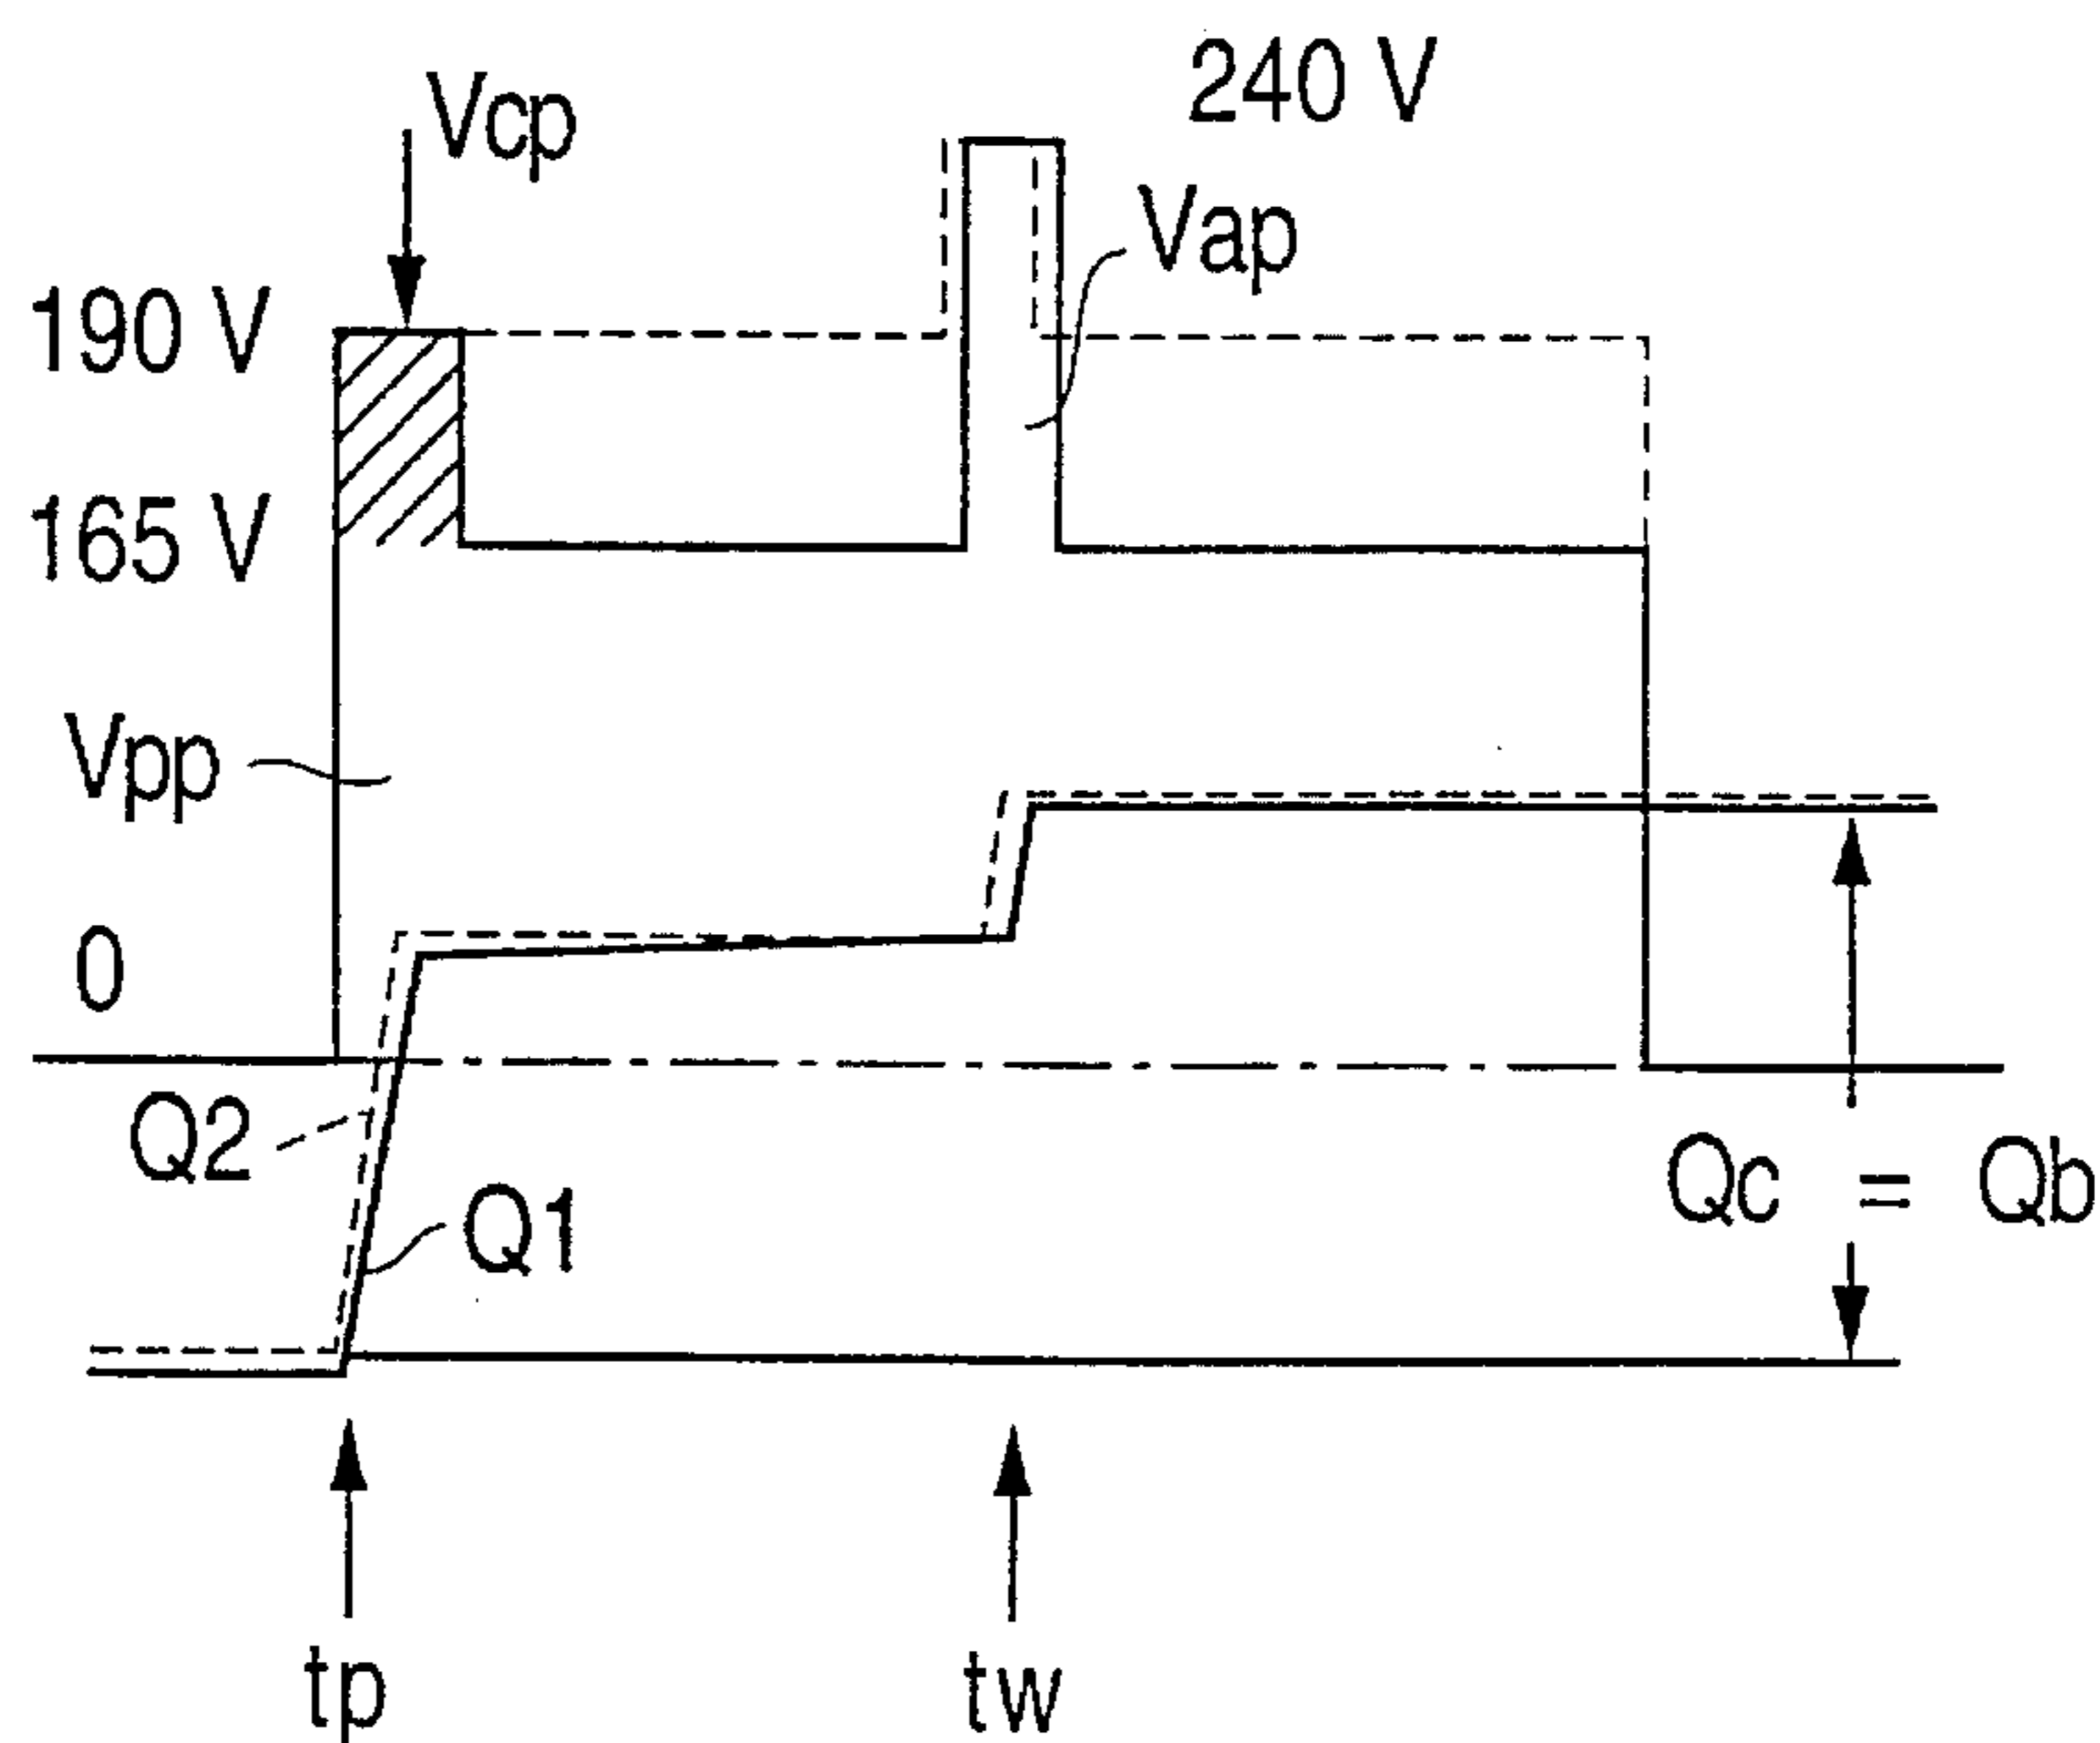 240 V
Vcp
Vap
190 V
165 V
Vpp
0
Q2
Q1
Qc = Qb
tp
tw